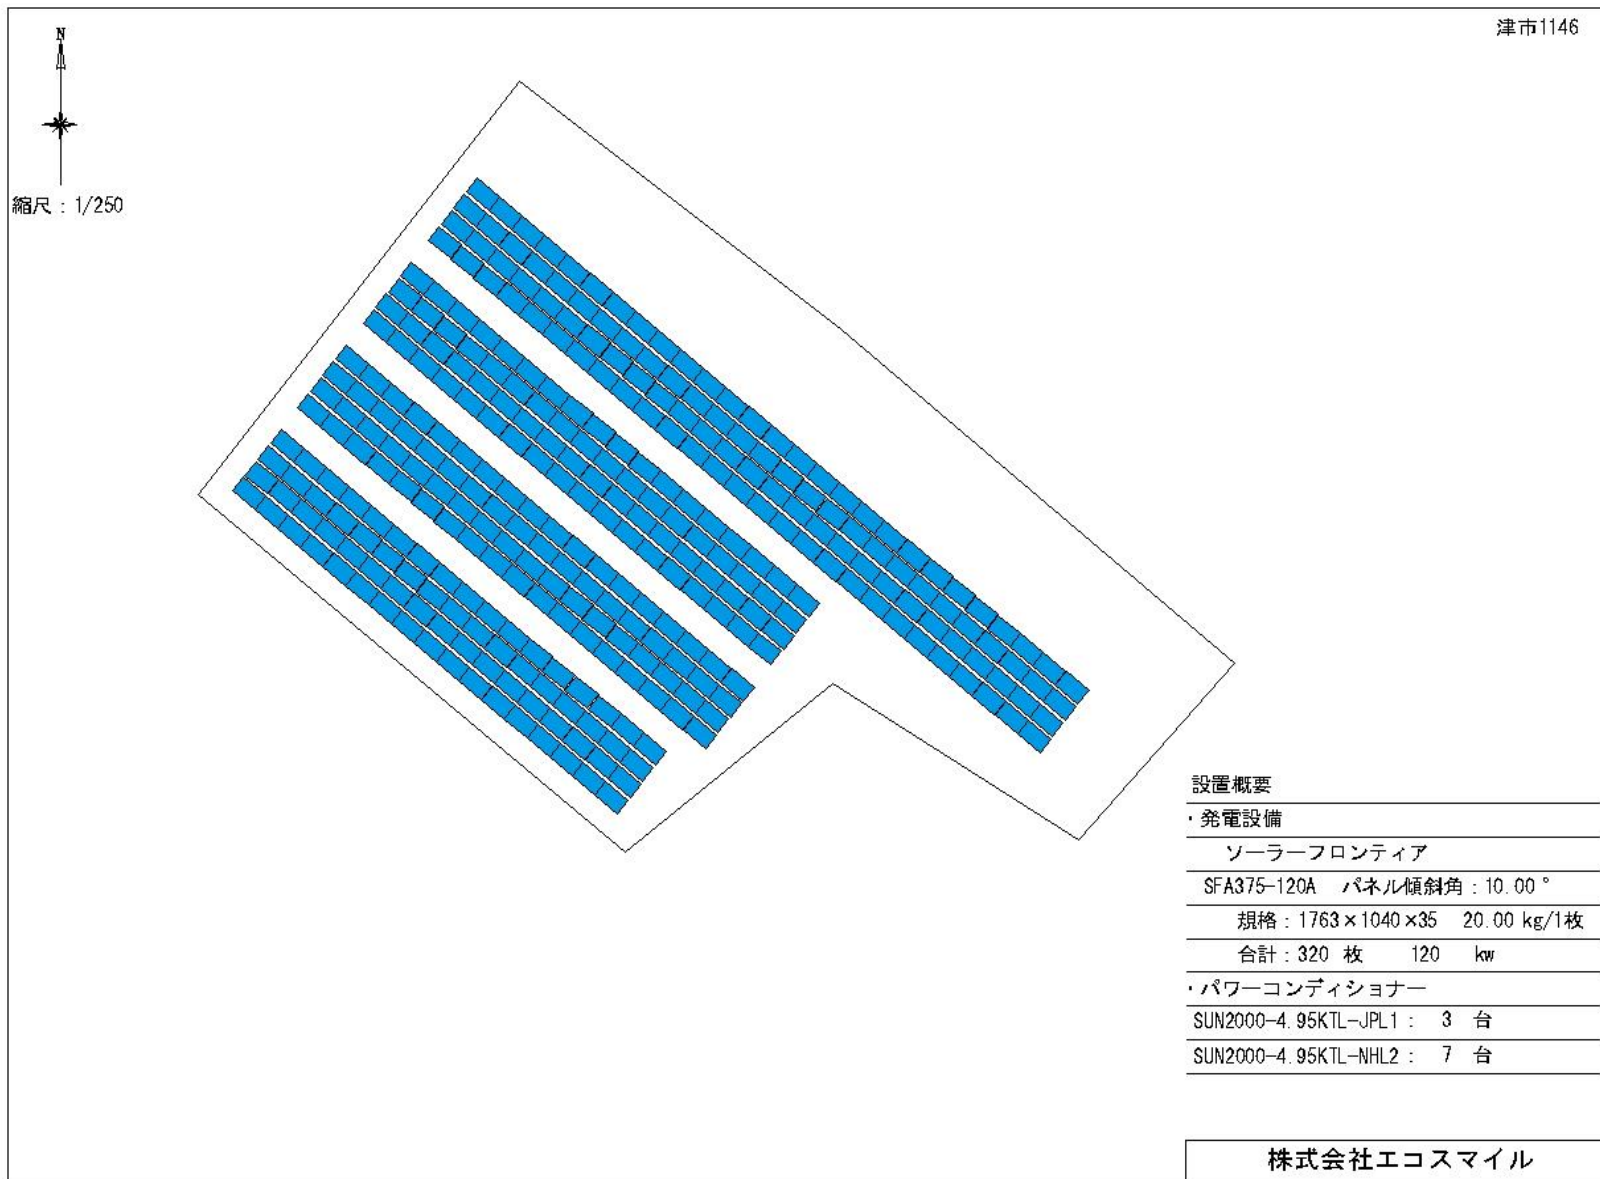 津市1146
N
縮尺：1/250
設置概要
・発電設備
ソーラーフロンティア
SFA375-120A パネル傾斜角：10.00°
規格：1763×1040×35 20.00 kg/1枚
合計：320 枚 120 kw
・パワーコンディショナー
SUN2000-4.95KTL-JPL1： 3 台
SUN2000-4.95KTL-NHL2： 7 台
株式会社エコスマイル